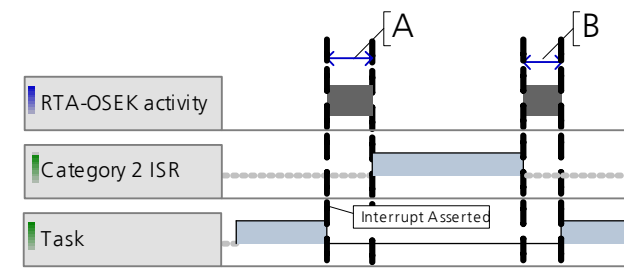 A
B
RTA-OSEK activity
Category 2 ISR
Interrupt Asserted
Task